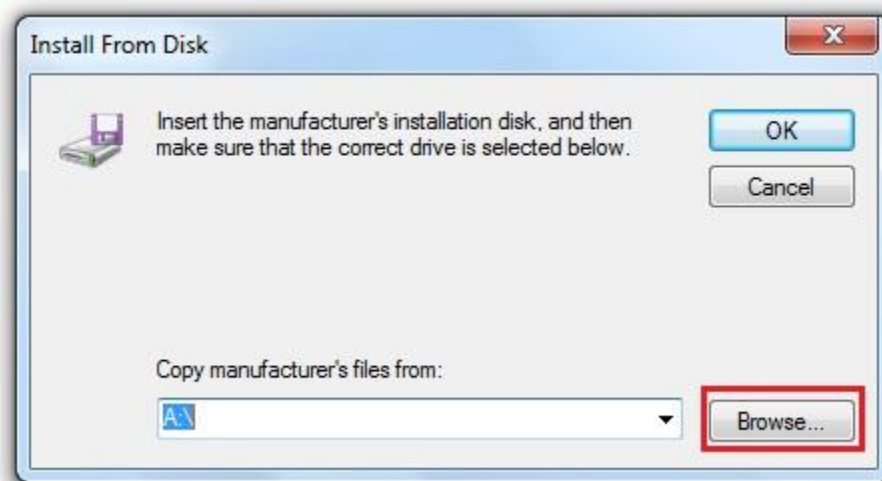 Install From Disk
Insert the manufacturer's installation disk, and then
make sure that the correct drive is selected below.
OK
Cancel
Copy manufacturer's files from:
A:\
Browse...